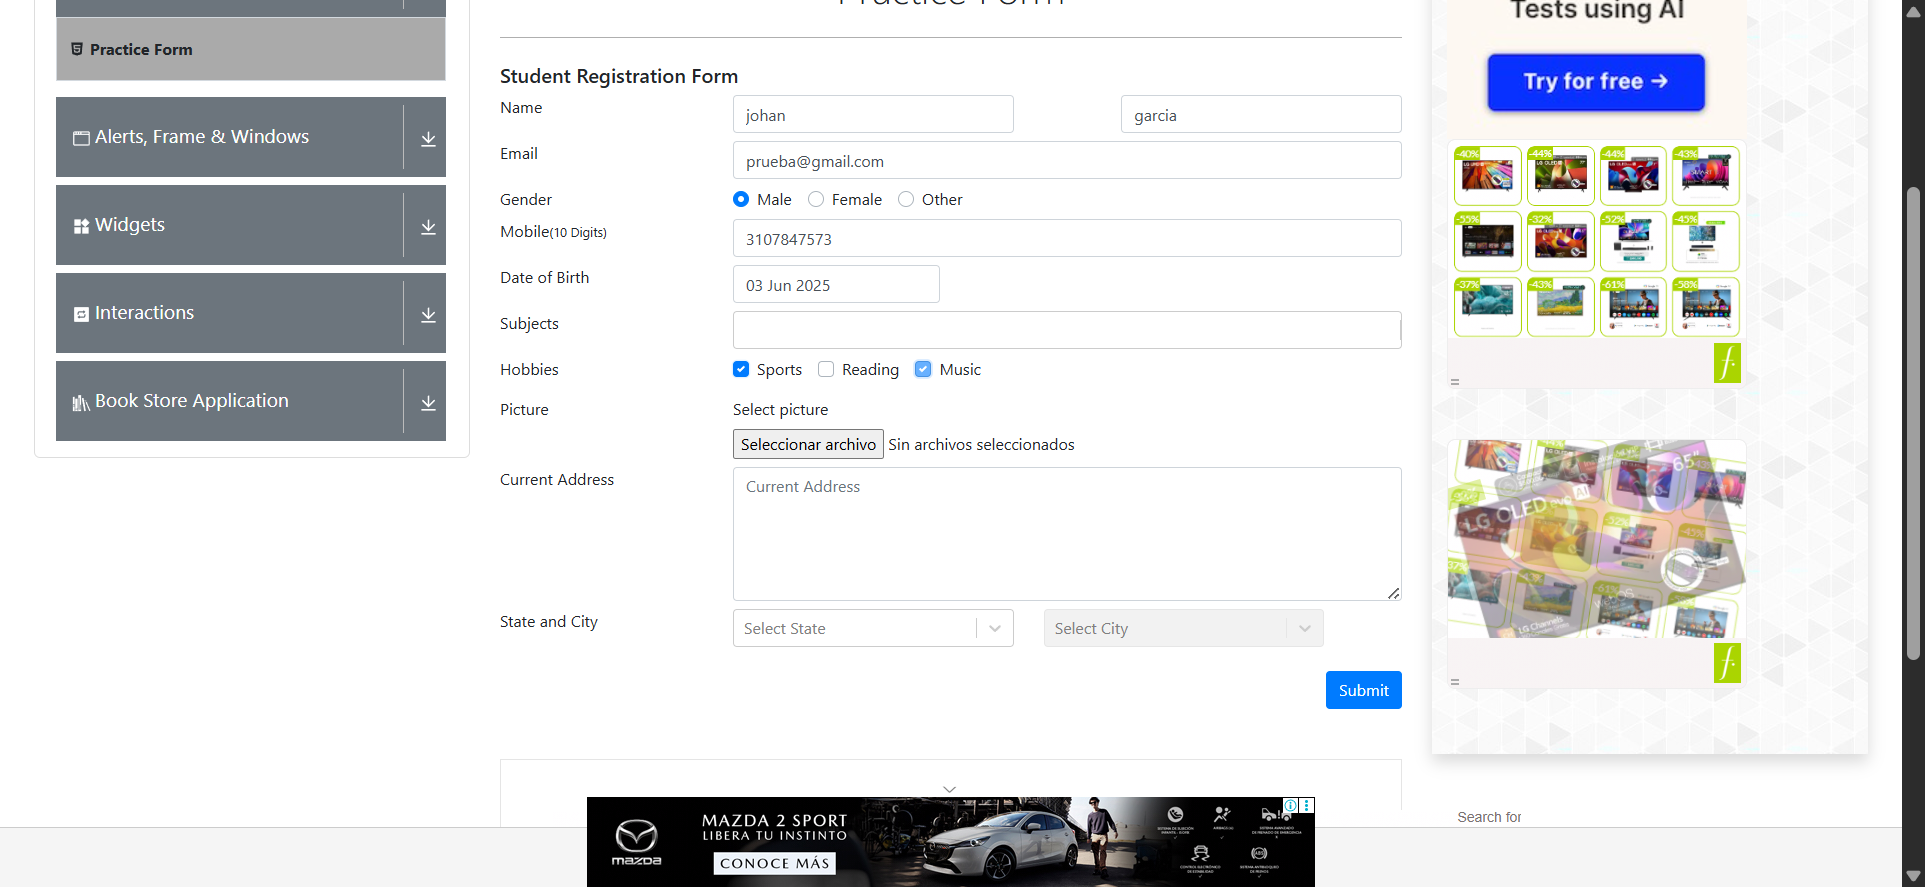 Practice Form
Practice Form
Alerts, Frame & Windows
Widgets
Interactions
Book Store Application
Student Registration Form
Name
johan
garcia
Email
prueba@gmail.com
Gender
Male
Female
Other
Mobile(10 Digits)
3107847573
Date of Birth
03 Jun 2025
Subjects
Hobbies
Sports
Reading
Music
Picture
Select picture
Seleccionar archivo
Sin archivos seleccionados
Current Address
Current Address
State and City
Select State
Select City
Submit
Tests using AI
Try for free →
-40%
-44%
-44%
-43%
-55%
-32%
-52%
-45%
-37%
-43%
-61%
-58%
65"
LG OLED evo AI
LG Channels
mazda
MAZDA 2 SPORT
LIBERA TU INSTINTO
CONOCE MÁS
Search for